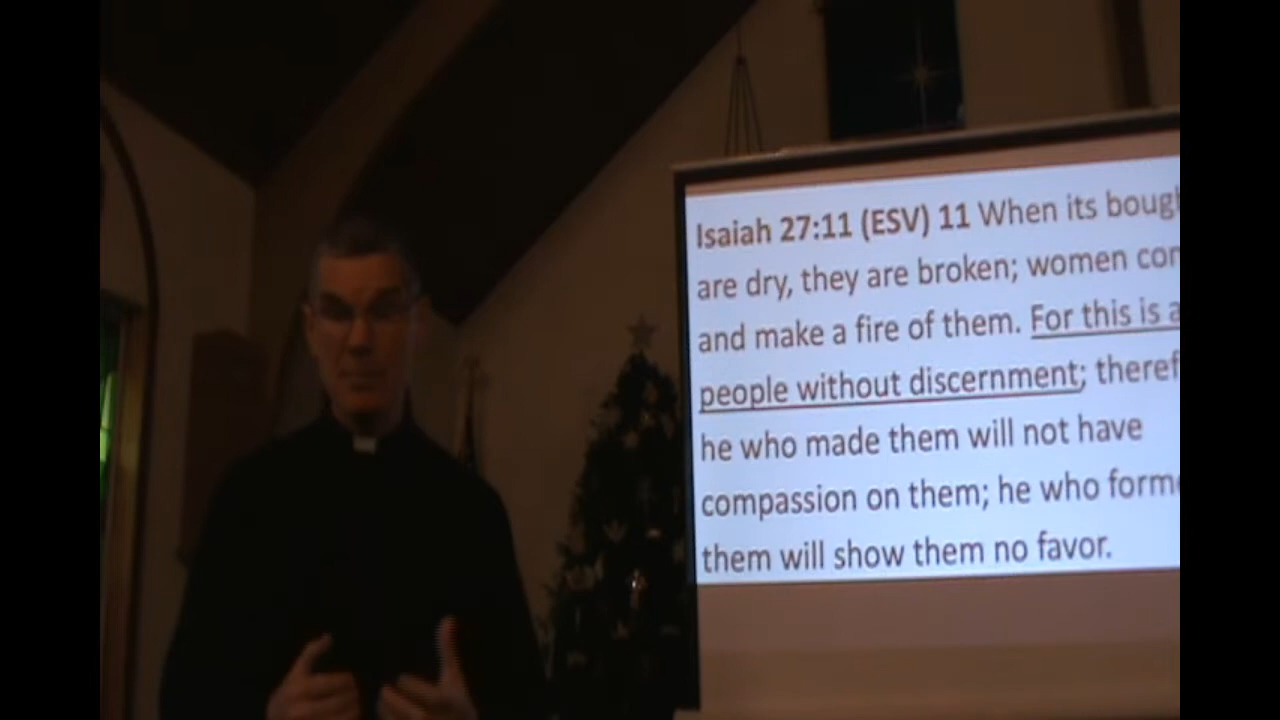 Isaiah 27:11 (ESV) 11 When its boug
are dry, they are broken; women co
and make a fire of them. For this is a
people without discernment; theref
he who made them will not have
compassion on them; he who form
them will show them no favor.